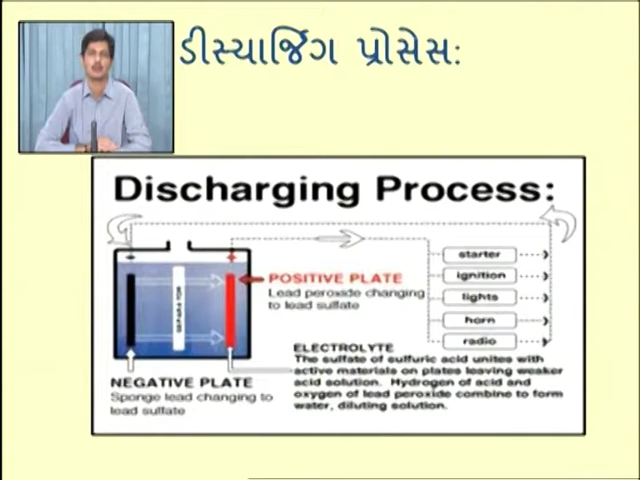 ડીસ્ચાર્જિંગ પ્રોસેસ:
Discharging Process:
starter
ignition
lights
horn
radio
POSITIVE PLATE
Lead peroxide changing
to lead sulfate
ELECTROLYTE
The sulfate of sulfuric acid unites with
active materials on plates leaving weaker
acid solution. Hydrogen of acid and
oxygen of lead peroxide combine to form
water, diluting solution.
NEGATIVE PLATE
Sponge lead changing to
lead sulfate